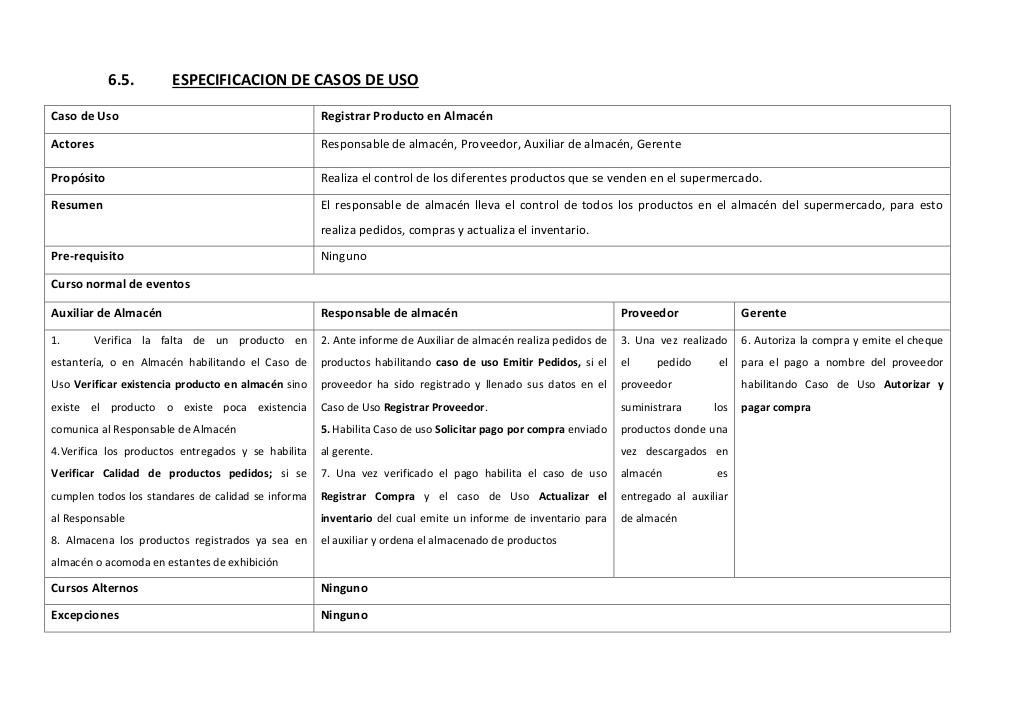 6.5. ESPECIFICACION DE CASOS DE USO
Caso de Uso
Registrar Producto en Almacén
Actores
Responsable de almacén, Proveedor, Auxiliar de almacén, Gerente
Propósito
Realiza el control de los diferentes productos que se venden en el supermercado.
Resumen
El responsable de almacén lleva el control de todos los productos en el almacén del supermercado, para esto
realiza pedidos, compras y actualiza el inventario.
Pre-requisito
Ninguno
Curso normal de eventos
Auxiliar de Almacén
Responsable de almacén
Proveedor
Gerente
1. Verifica la falta de un producto en
estantería, o en Almacén habilitando el Caso de
Uso Verificar existencia producto en almacén sino
existe el producto o existe poca existencia
comunica al Responsable de Almacén
4.Verifica los productos entregados y se habilita
Verificar Calidad de productos pedidos; si se
cumplen todos los standares de calidad se informa
al Responsable
8. Almacena los productos registrados ya sea en
almacén o acomoda en estantes de exhibición
2. Ante informe de Auxiliar de almacén realiza pedidos de
productos habilitando caso de uso Emitir Pedidos, si el
proveedor ha sido registrado y llenado sus datos en el
Caso de Uso Registrar Proveedor.
5. Habilita Caso de uso Solicitar pago por compra enviado
al gerente.
7. Una vez verificado el pago habilita el caso de uso
Registrar Compra y el caso de Uso Actualizar el
inventario del cual emite un informe de inventario para
el auxiliar y ordena el almacenado de productos
3. Una vez realizado
el pedido el
proveedor
suministrara los
productos donde una
vez descargados en
almacén es
entregado al auxiliar
de almacén
6. Autoriza la compra y emite el cheque
para el pago a nombre del proveedor
habilitando Caso de Uso Autorizar y
pagar compra
Cursos Alternos
Ninguno
Excepciones
Ninguno